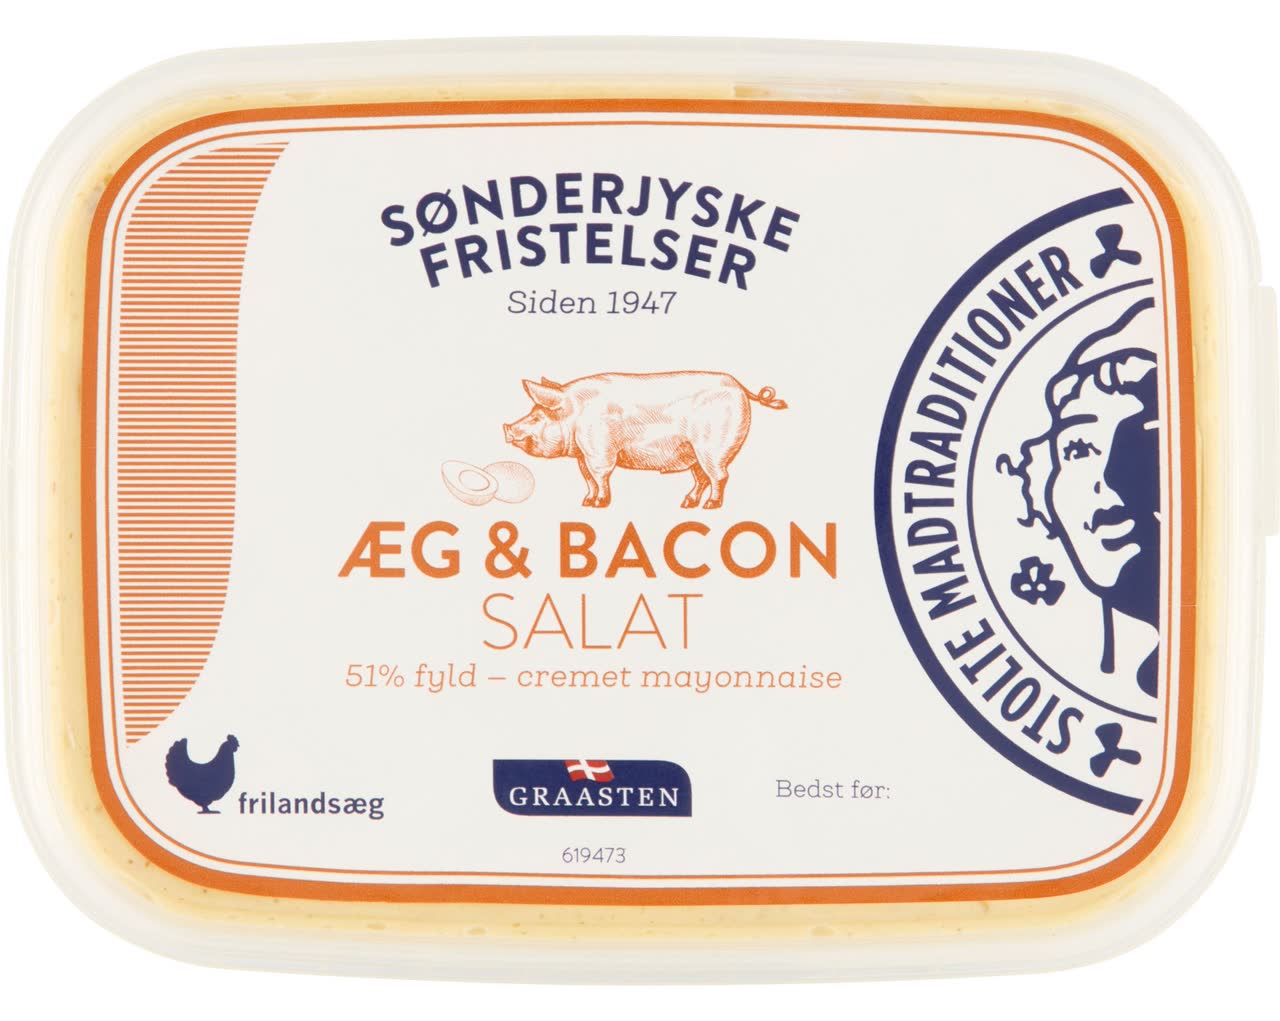 SØNDERJYSKE
FRISTELSER
Siden 1947
STOLTE MADTRADITIONER
ÆG & BACON
SALAT
51% fyld – cremet mayonnaise
frilandsæg
GRAASTEN
Bedst før:
619473